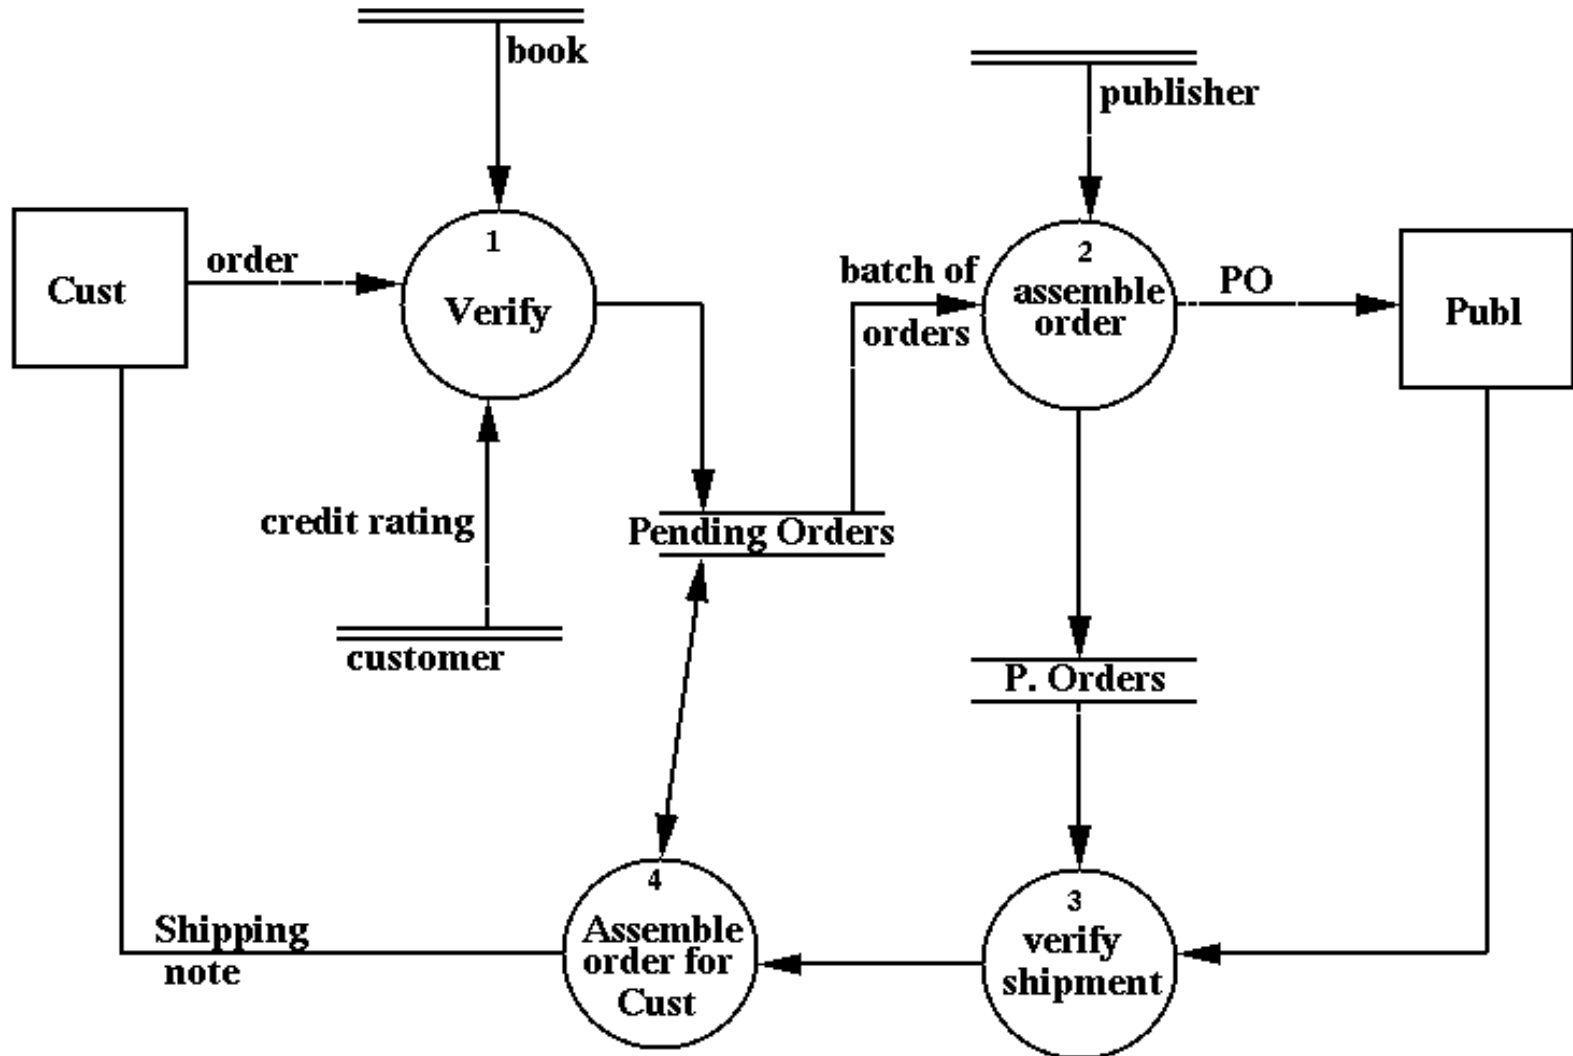 book
publisher
1
Verify
order
Cust
batch of
orders
2
assemble
order
PO
Publ
credit rating
Pending Orders
customer
P. Orders
4
Assemble
order for
Cust
3
verify
shipment
Shipping
note